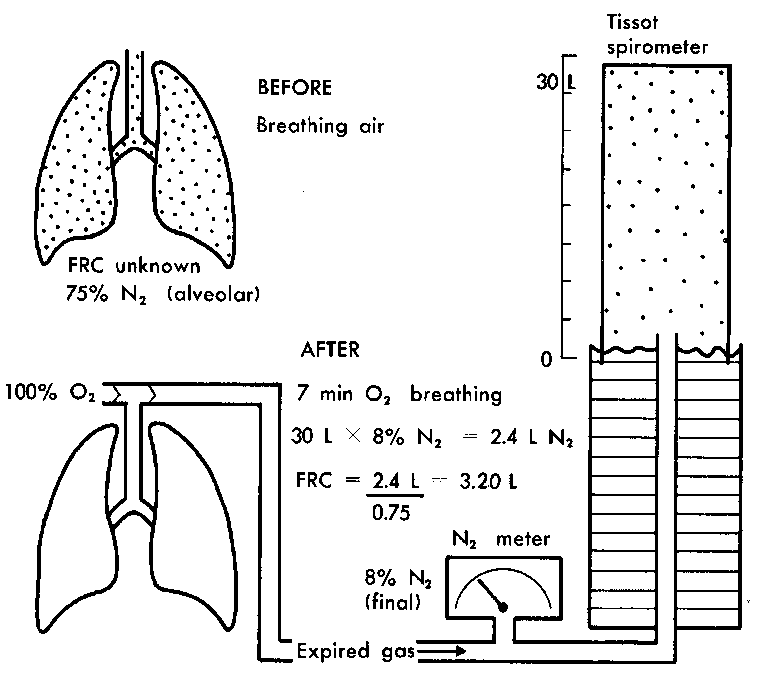 Tissot
spirometer
30 L
0
BEFORE
Breathing air
FRC unknown
75% N₂ (alveolar)
AFTER
100% O₂
7 min O₂ breathing
30 L × 8% N₂ = 2.4 L N₂
FRC = 2.4 L = 3.20 L
0.75
N₂ meter
8% N₂
(final)
Expired gas